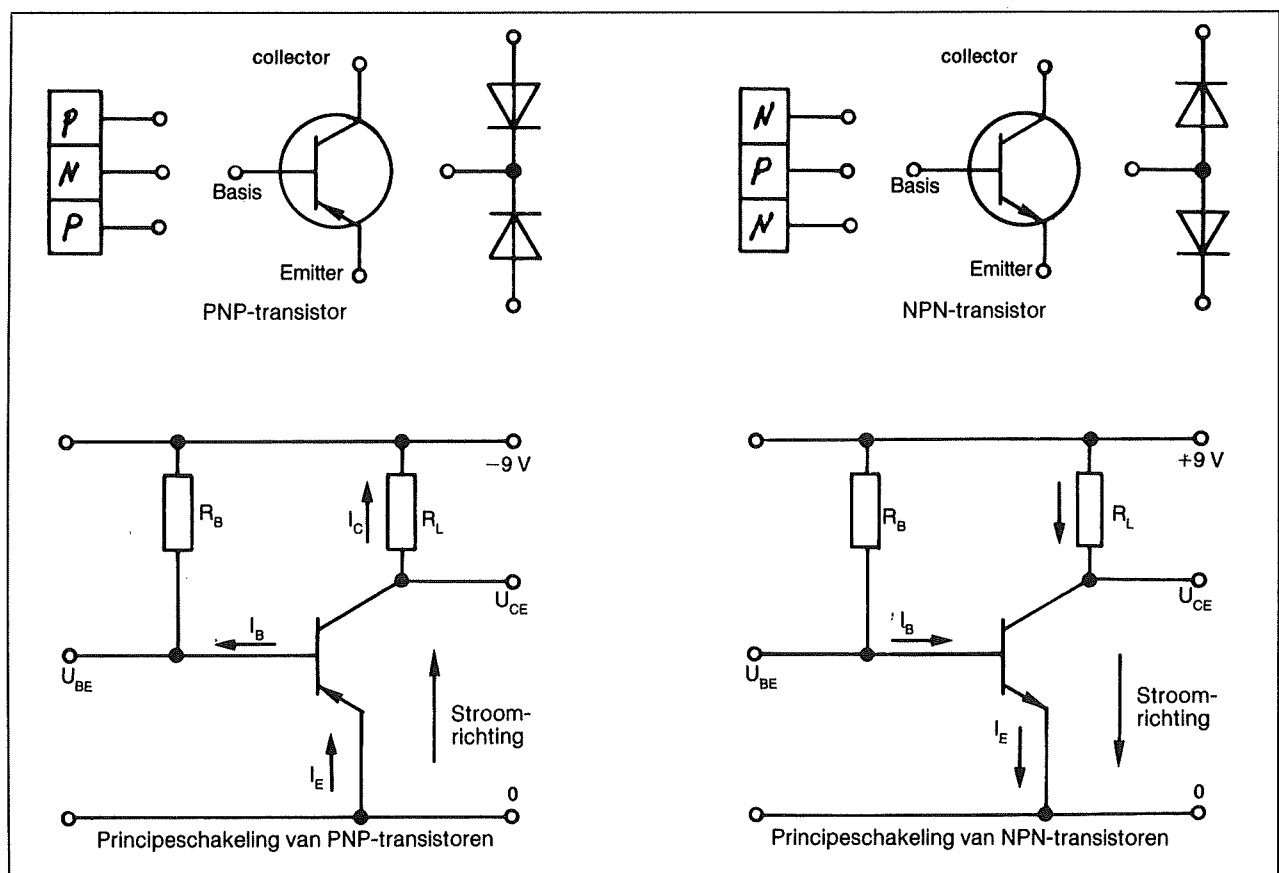 collector
P
N
P
Basis
Emitter
PNP-transistor
collector
N
P
N
Basis
Emitter
NPN-transistor
−9 V
R_B
I_C
R_L
U_CE
I_B
U_BE
Stroom-
richting
I_E
0
Principeschakeling van PNP-transistoren
+9 V
R_B
R_L
U_CE
I_B
U_BE
Stroom-
richting
I_E
0
Principeschakeling van NPN-transistoren